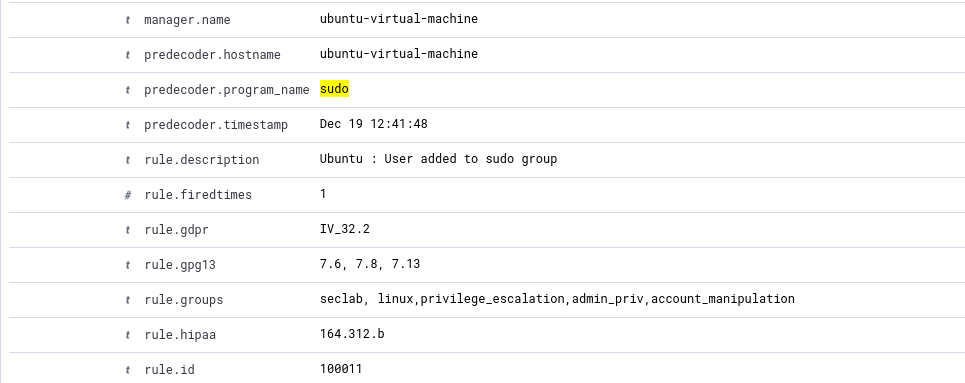 t manager.name ubuntu-virtual-machine
t predecoder.hostname ubuntu-virtual-machine
t predecoder.program_name sudo
t predecoder.timestamp Dec 19 12:41:48
t rule.description Ubuntu : User added to sudo group
# rule.firedtimes 1
t rule.gdpr IV_32.2
t rule.gpg13 7.6, 7.8, 7.13
t rule.groups seclab, linux,privilege_escalation,admin_priv,account_manipulation
t rule.hipaa 164.312.b
t rule.id 100011